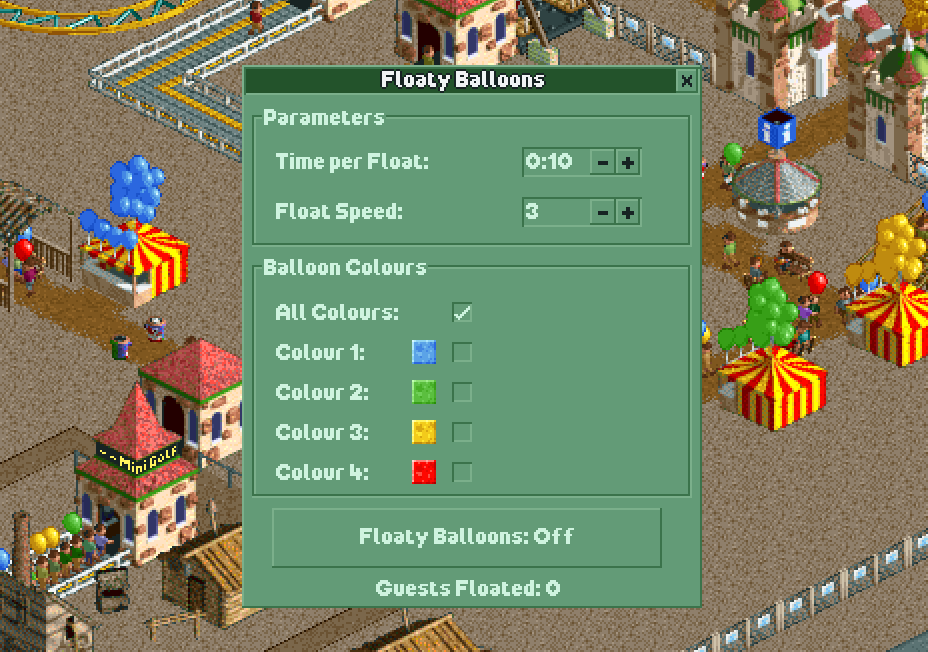 Floaty Balloons
Parameters
Time per Float: 0:10 - +
Float Speed: 3 - +
Balloon Colours
All Colours:
Colour 1:
Colour 2:
Colour 3:
Colour 4:
Mini Golf
Floaty Balloons: Off
Guests Floated: 0